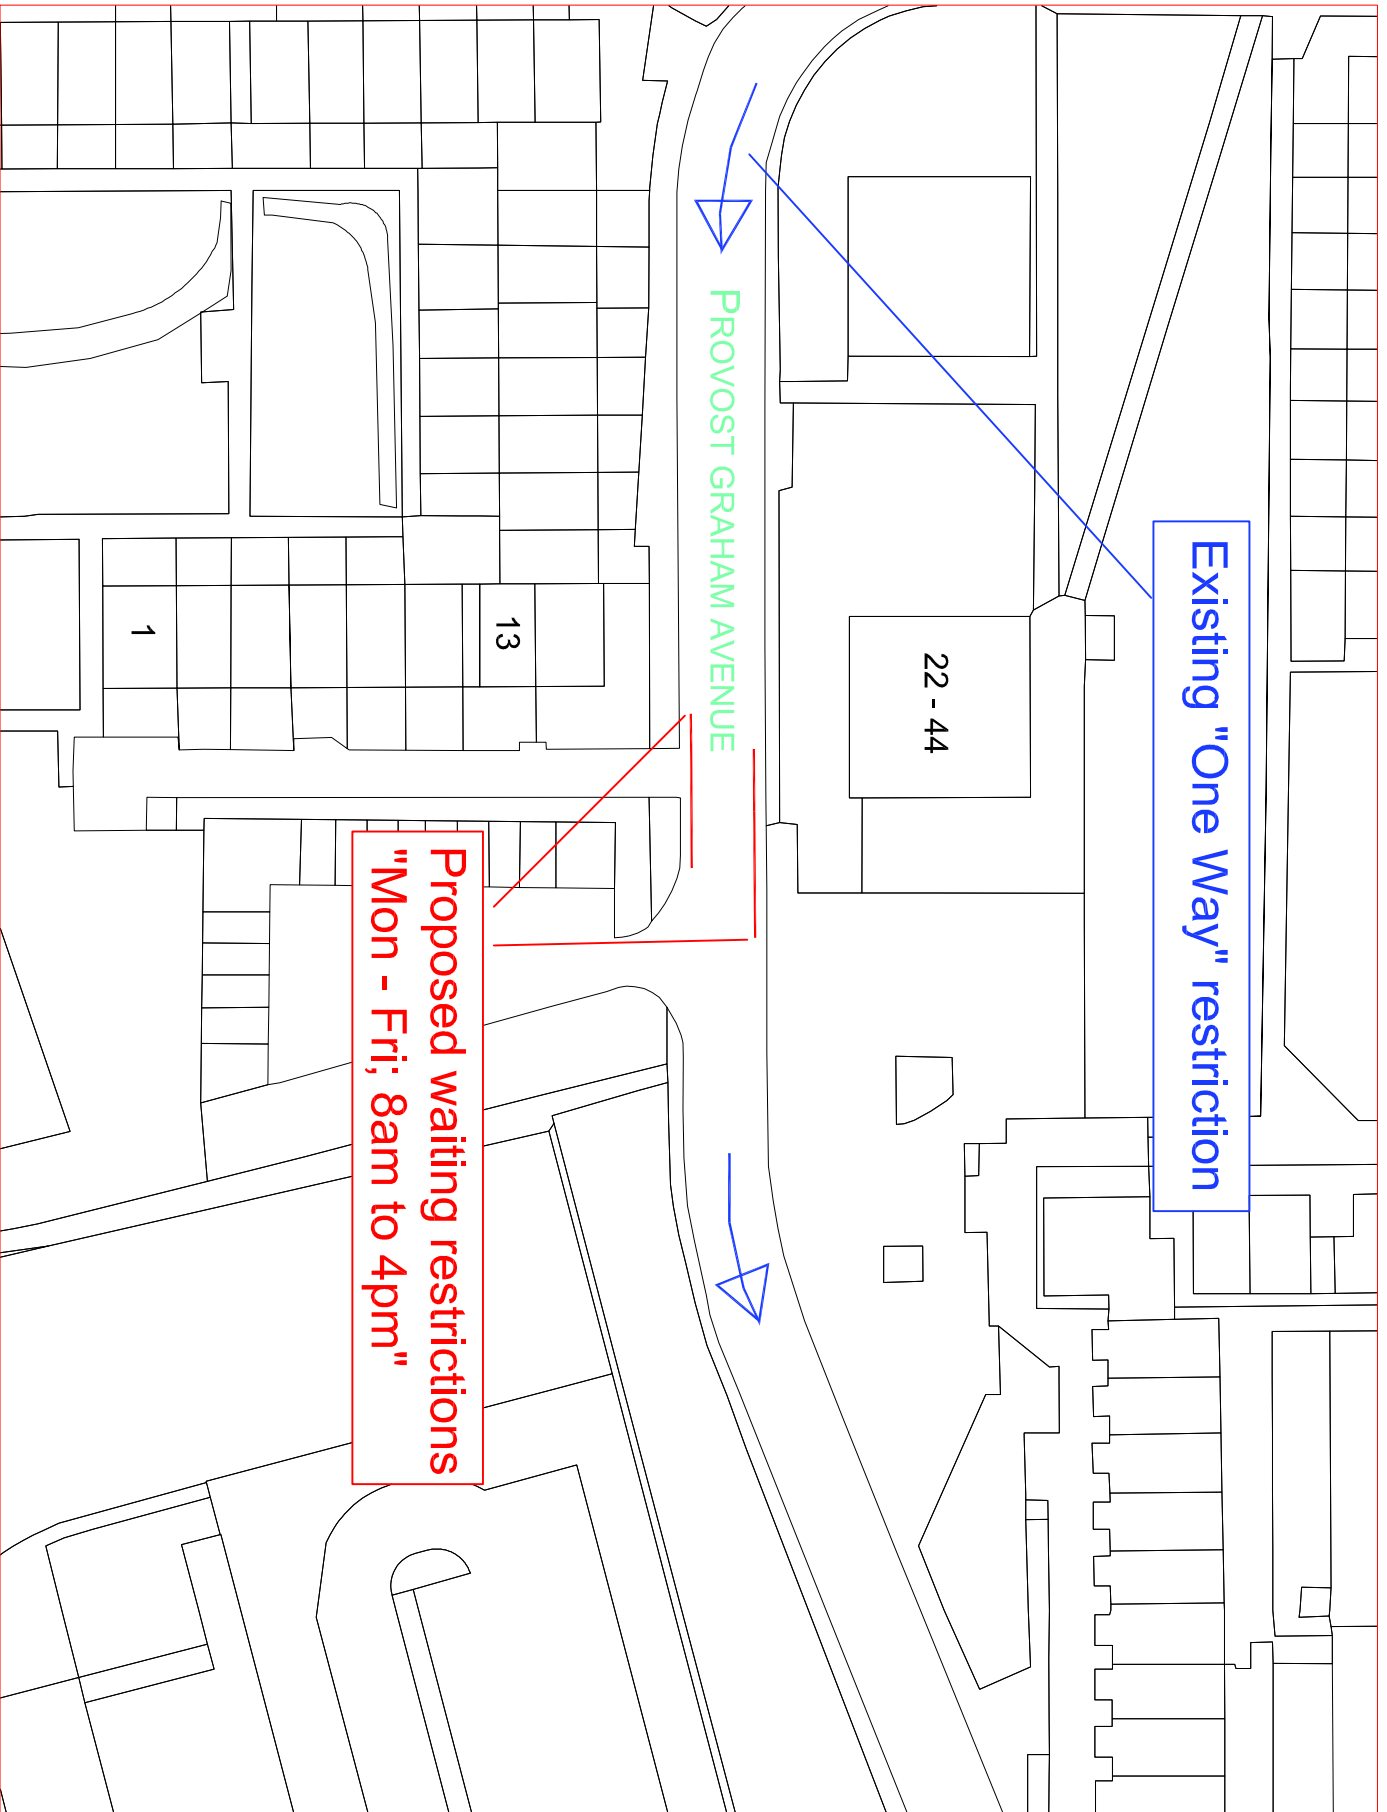 Existing "One Way" restriction
22 - 44
PROVOST GRAHAM AVENUE
13
1
Proposed waiting restrictions
"Mon - Fri; 8am to 4pm"